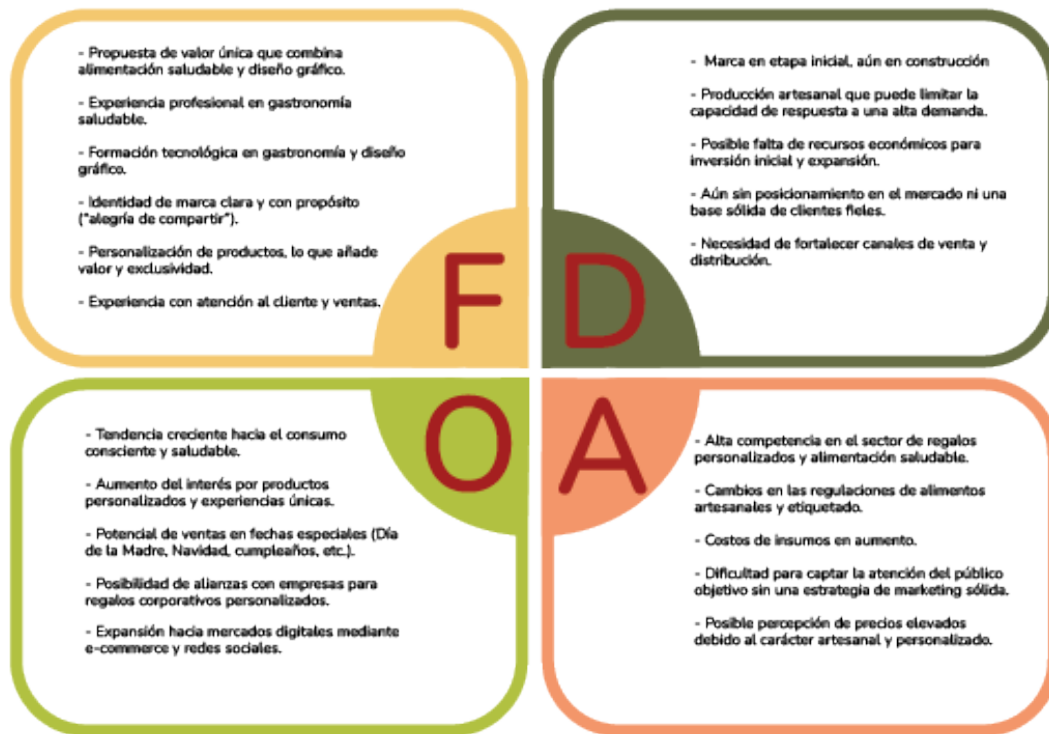 - Propuesta de valor única que combina
alimentación saludable y diseño gráfico.
- Experiencia profesional en gastronomía
saludable.
- Formación tecnológica en gastronomía y diseño
gráfico.
- Identidad de marca clara y con propósito
("alegría de compartir").
- Personalización de productos, lo que añade
valor y exclusividad.
- Experiencia con atención al cliente y ventas.
F
- Marca en etapa inicial, aún en construcción
- Producción artesanal que puede limitar la
capacidad de respuesta a una alta demanda.
- Posible falta de recursos económicos para
inversión inicial y expansión.
- Aún sin posicionamiento en el mercado ni una
base sólida de clientes fieles.
- Necesidad de fortalecer canales de venta y
distribución.
D
- Tendencia creciente hacia el consumo
consciente y saludable.
- Aumento del interés por productos
personalizados y experiencias únicas.
- Potencial de ventas en fechas especiales (Día
de la Madre, Navidad, cumpleaños, etc.).
- Posibilidad de alianzas con empresas para
regalos corporativos personalizados.
- Expansión hacia mercados digitales mediante
e-commerce y redes sociales.
O
- Alta competencia en el sector de regalos
personalizados y alimentación saludable.
- Cambios en las regulaciones de alimentos
artesanales y etiquetado.
- Costos de insumos en aumento.
- Dificultad para captar la atención del público
objetivo sin una estrategia de marketing sólida.
- Posible percepción de precios elevados
debido al carácter artesanal y personalizado.
A